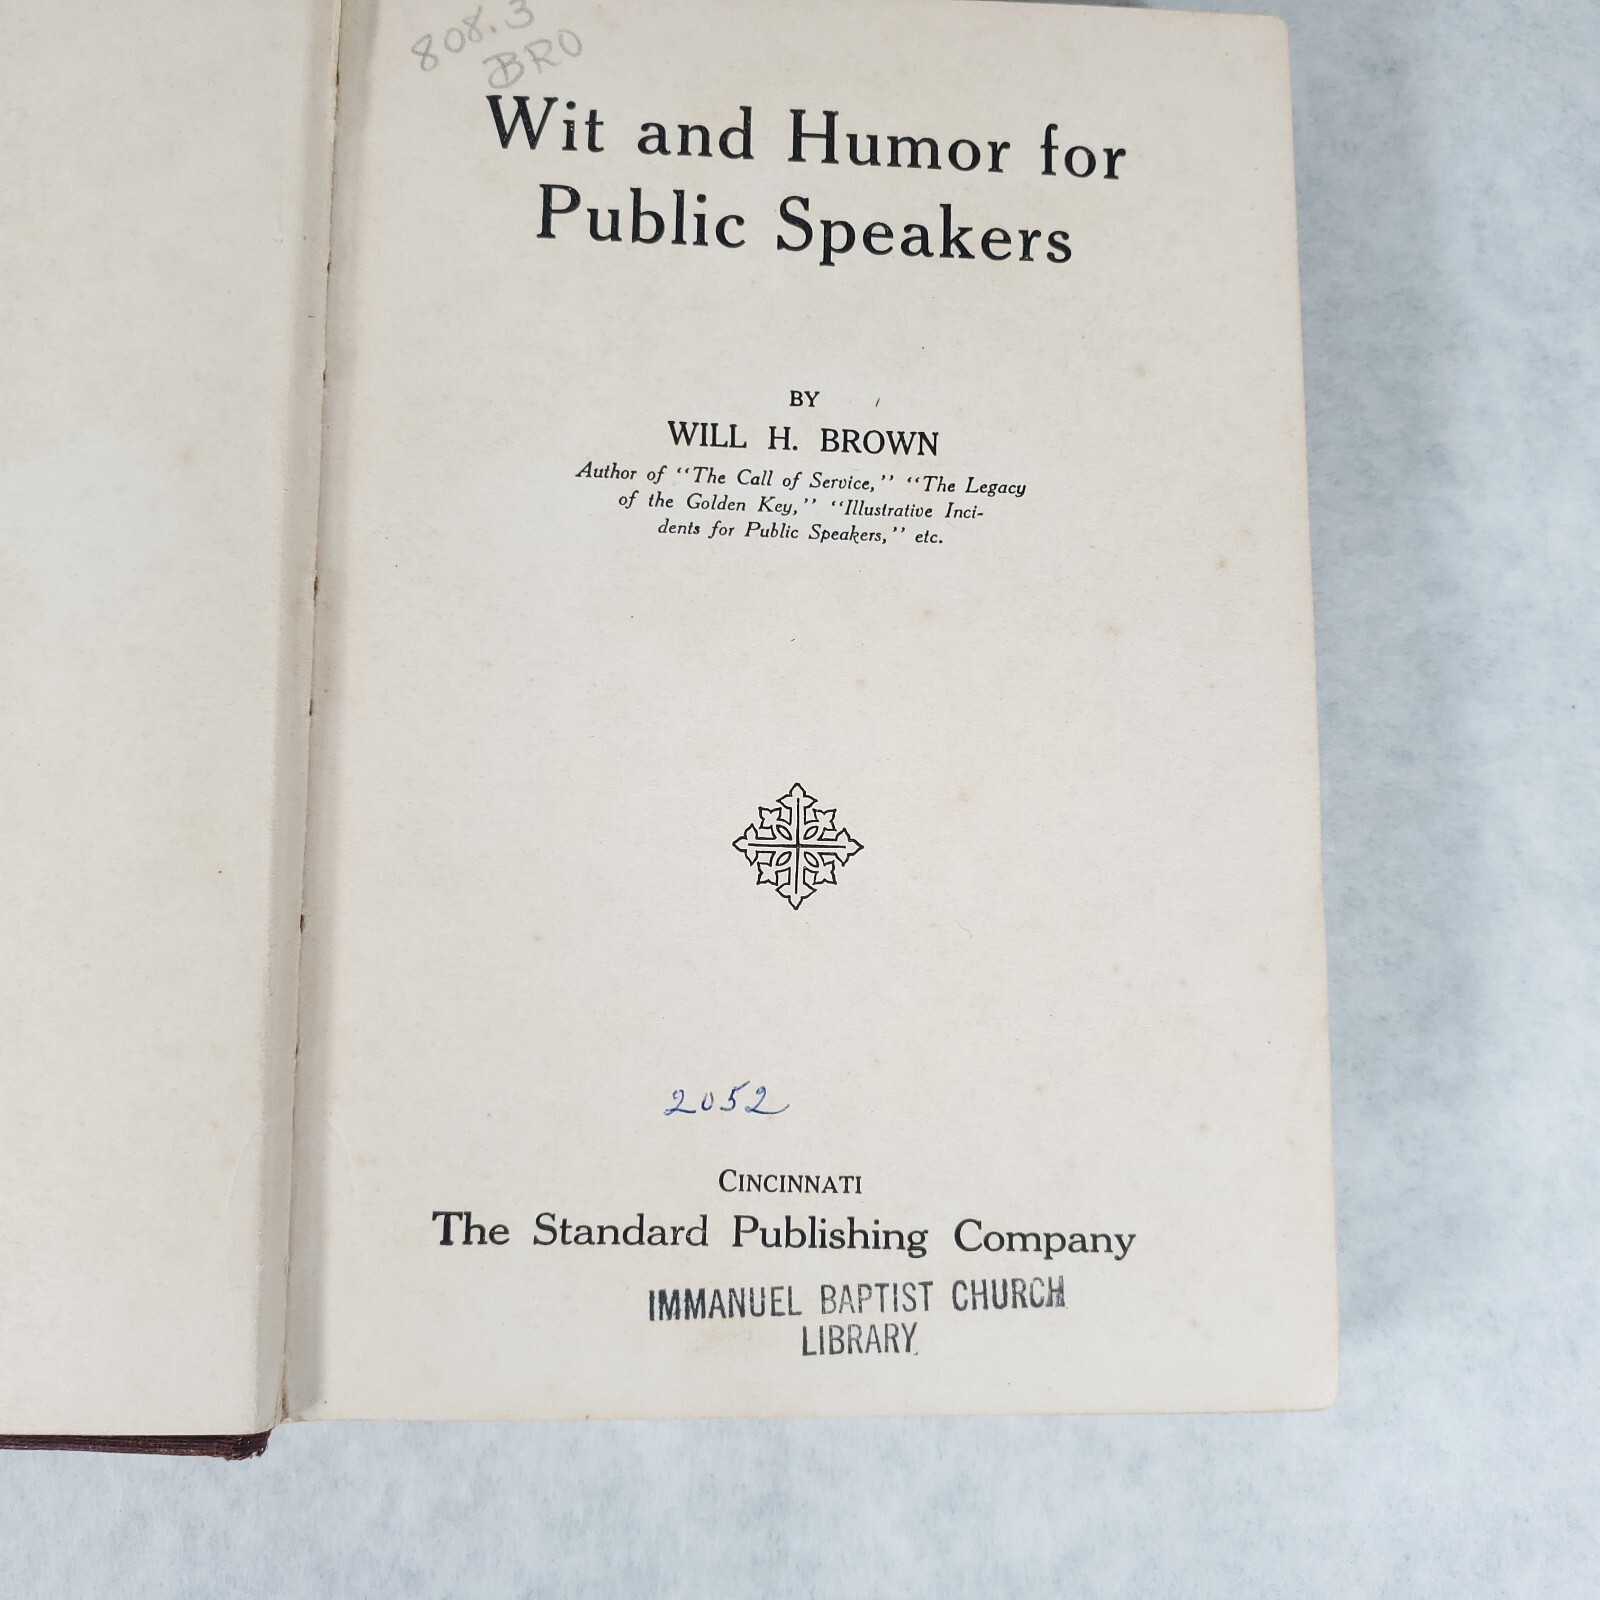 808.3
BRO
Wit and Humor for
Public Speakers
BY
WILL H. BROWN
Author of "The Call of Service," "The Legacy
of the Golden Key," "Illustrative Inci-
dents for Public Speakers," etc.
2052
CINCINNATI
The Standard Publishing Company
IMMANUEL BAPTIST CHURCH
LIBRARY